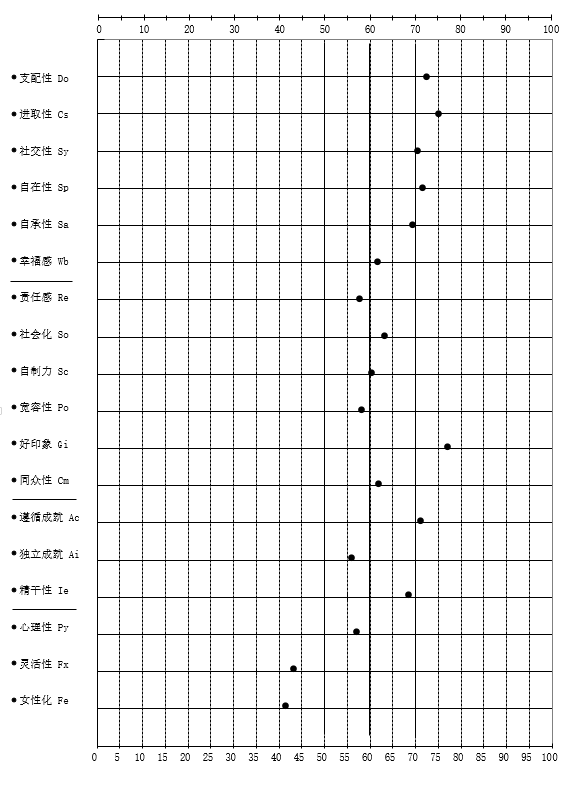 0 10 20 30 40 50 60 70 80 90 100
● 支配性 Do
● 进取性 Cs
● 社交性 Sy
● 自在性 Sp
● 自承性 Sa
● 幸福感 Wb
● 责任感 Re
● 社会化 So
● 自制力 Sc
● 宽容性 Po
● 好印象 Gi
● 同众性 Cm
● 遵循成就 Ac
● 独立成就 Ai
● 精干性 Ie
● 心理性 Py
● 灵活性 Fx
● 女性化 Fe
0 5 10 15 20 25 30 35 40 45 50 55 60 65 70 75 80 85 90 95 100